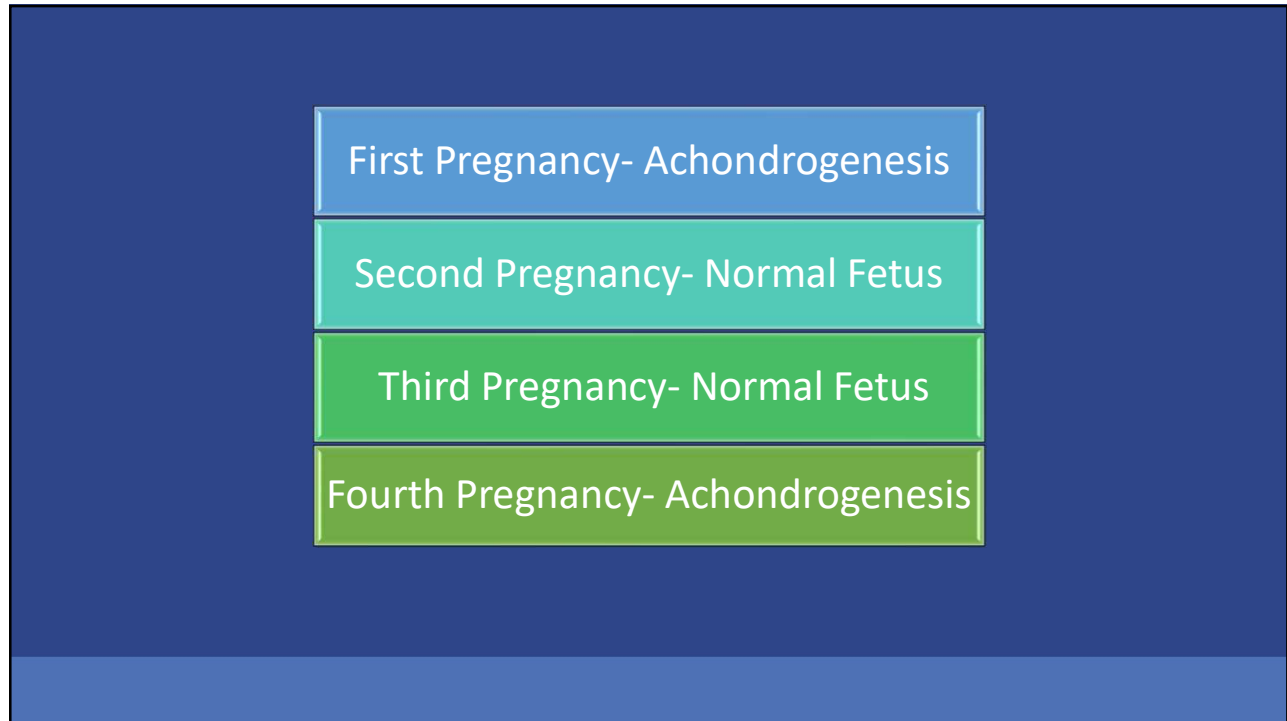 First Pregnancy- Achondrogenesis
Second Pregnancy- Normal Fetus
Third Pregnancy- Normal Fetus
Fourth Pregnancy- Achondrogenesis